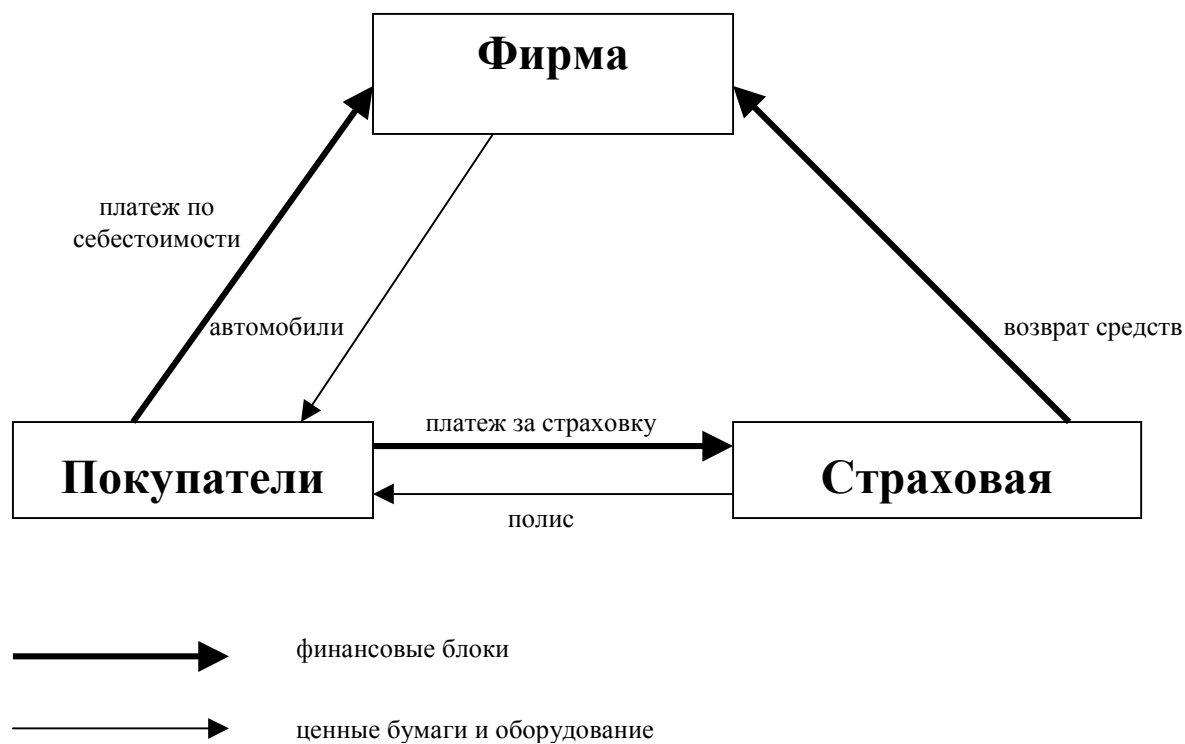 Фирма
платеж по
себестоимости
автомобили
возврат средств
платеж за страховку
Покупатели
Страховая
полис
финансовые блоки
ценные бумаги и оборудование